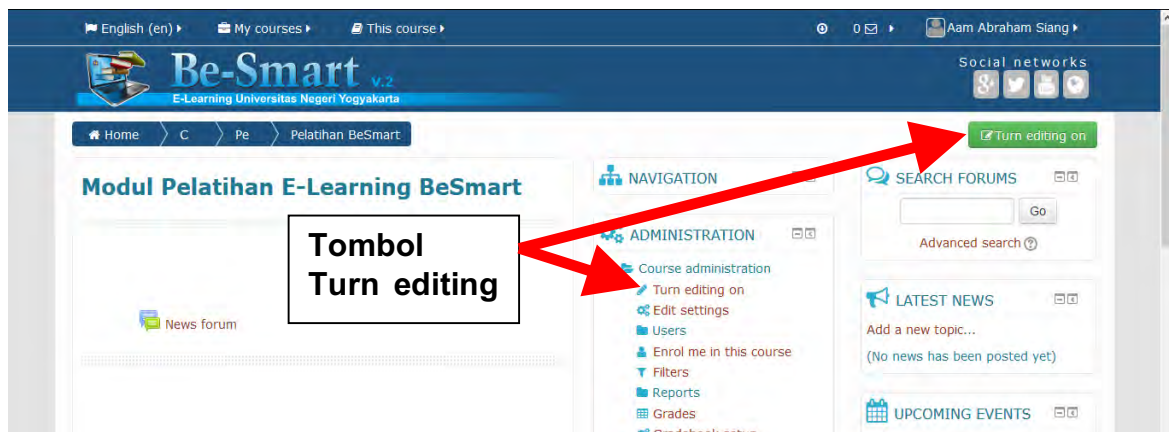 English (en) My courses This course 0 Aam Abraham Siang
Be-Smart v.2
E-Learning Universitas Negeri Yogyakarta
Social networks
Home C Pe Pelatihan BeSmart Turn editing on
Modul Pelatihan E-Learning BeSmart
News forum
Tombol
Turn editing
NAVIGATION
ADMINISTRATION
Course administration
Turn editing on
Edit settings
Users
Enrol me in this course
Filters
Reports
Grades
SEARCH FORUMS
Go
Advanced search
LATEST NEWS
Add a new topic...
(No news has been posted yet)
UPCOMING EVENTS